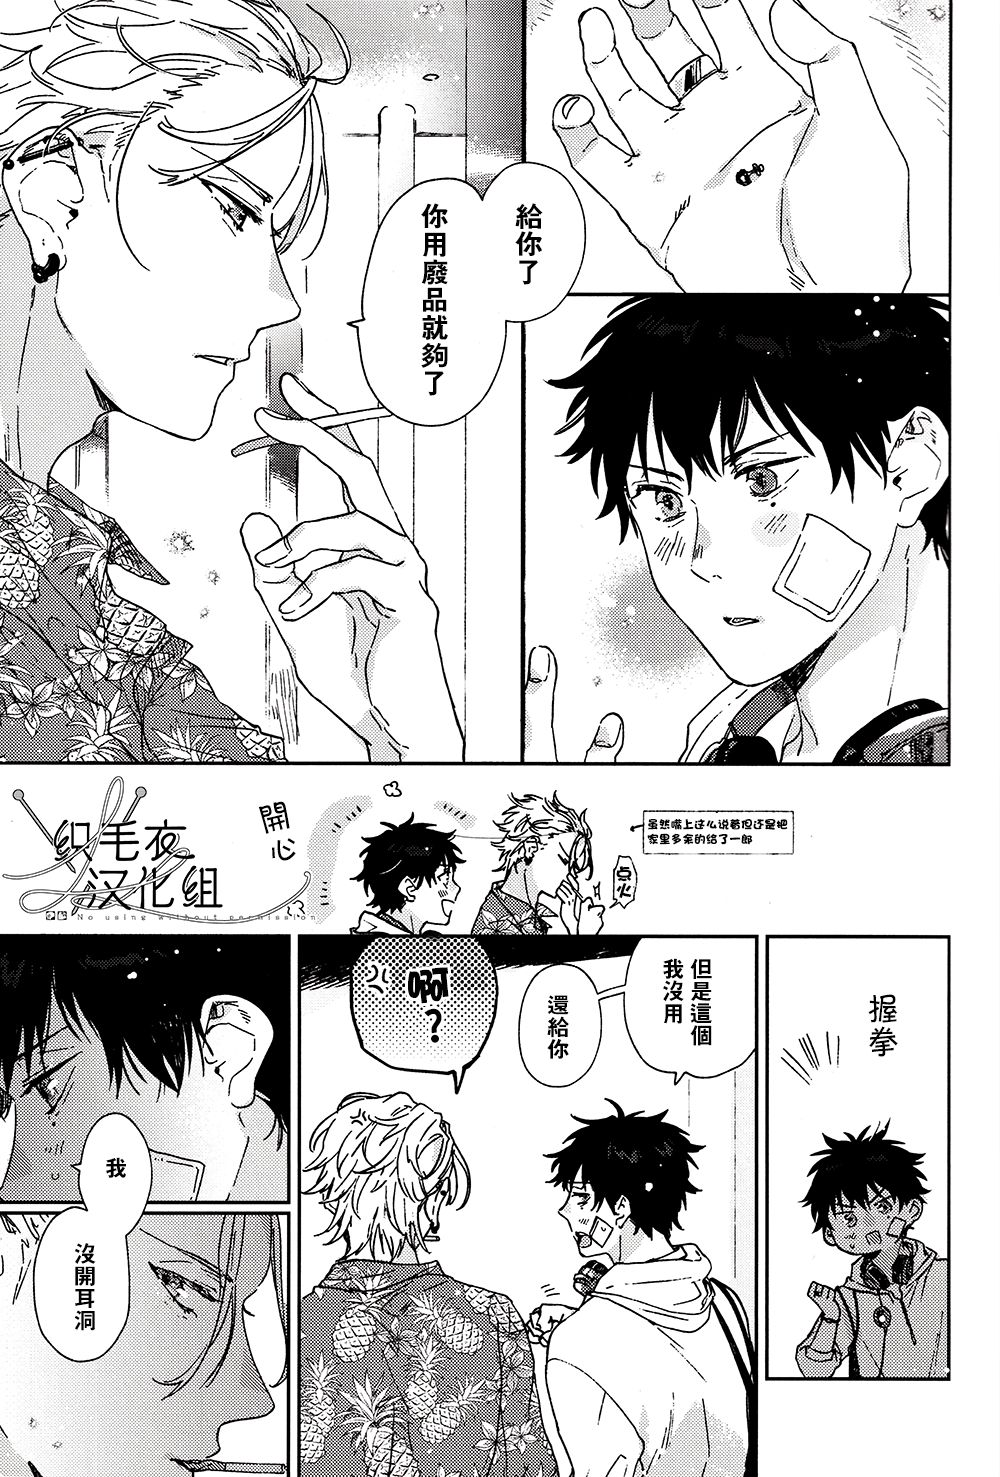 給你了
你用廢品就夠了
虽然嘴上这么说着但还是把
家里多余的给了一郎
点火
開心
织毛衣
汉化组
No using without permission
握拳
但是這個
我沒用
還給你
啊?
我
沒開耳洞